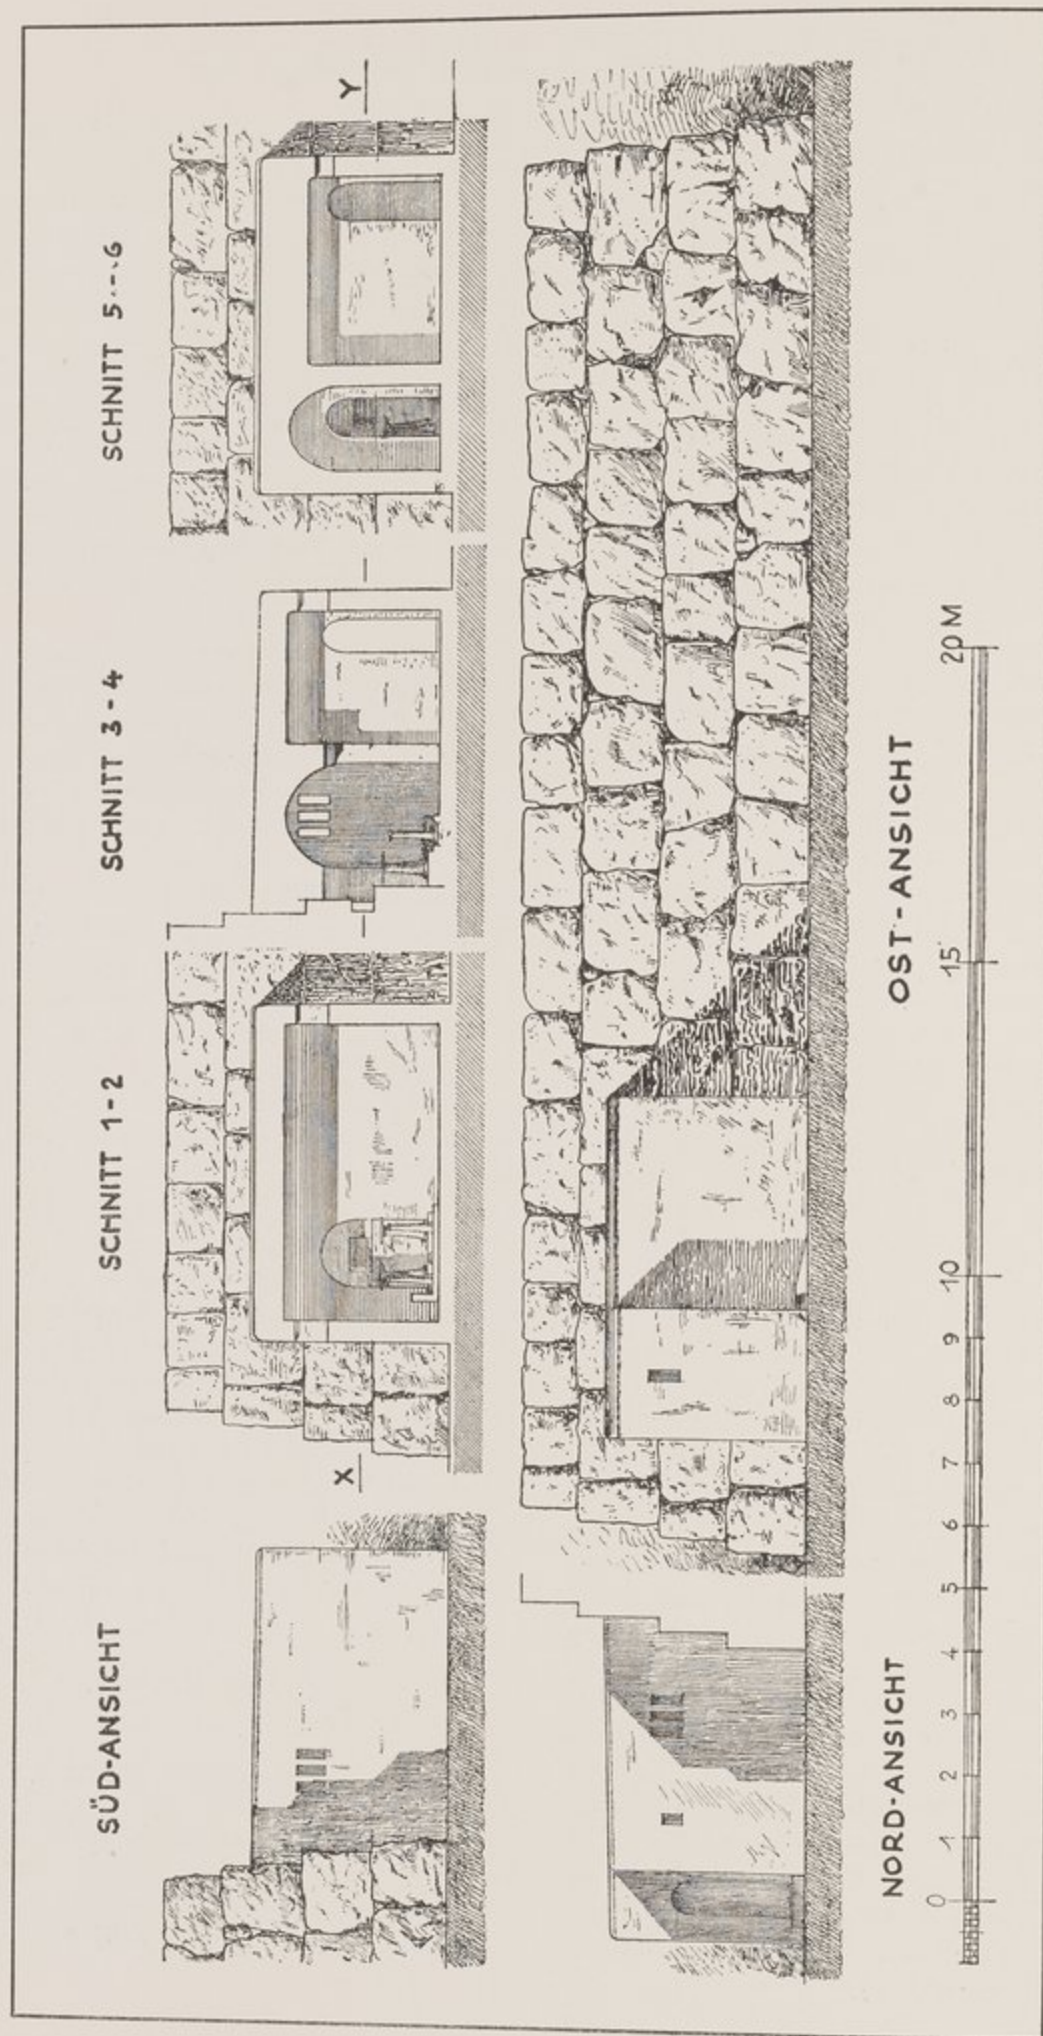 SÜD-ANSICHT
SCHNITT 1-2
SCHNITT 3-4
SCHNITT 5-·-·6
X
Y
NORD-ANSICHT
OST-ANSICHT
0 1 2 3 4 5 6 7 8 9 10 15 20 M